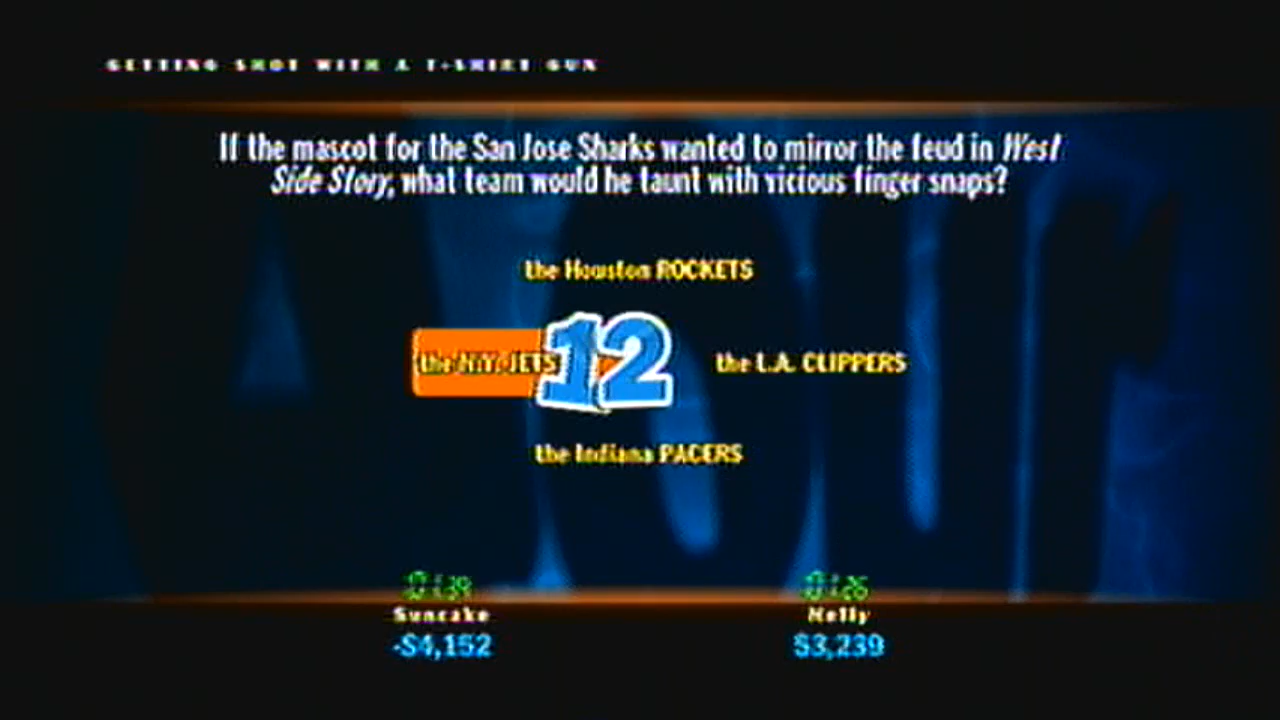 GETTING SHOT WITH A T-SHIRT GUN
If the mascot for the San Jose Sharks wanted to mirror the feud in West
Side Story, what team would he taunt with vicious finger snaps?
the Houston ROCKETS
the N.Y. JETS
12
the L.A. CLIPPERS
the Indiana PACERS
Suncake
Nelly
-$4,152
$3,239